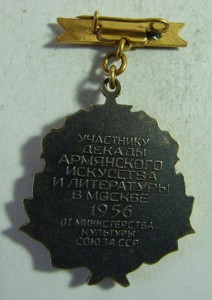 УЧАСТНИКУ
ДЕКАДЫ
АРМЯНСКОГО
ИСКУССТВА
И ЛИТЕРАТУРЫ
В МОСКВЕ
1956
ОТ МИНИСТЕРСТВА
КУЛЬТУРЫ
СОЮЗА ССР